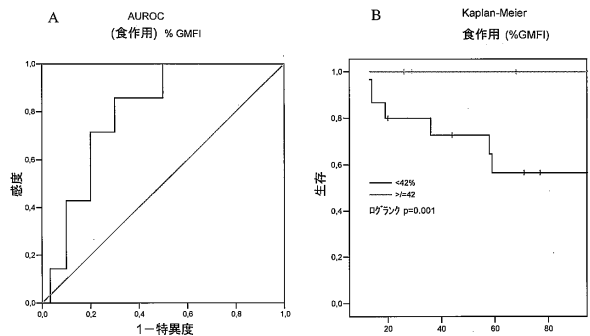 A
AUROC
(食作用) % GMFI
1,0
0,8
0,6
0,4
0,2
0,0
感度
0,0
0,2
0,4
0,6
0,8
1,0
1-特異度
B
Kaplan-Meier
食作用 (%GMFI)
1,0
0,8
0,6
0,4
0,2
0,0
生存
<42%
>/=42
ログランク p=0.001
20
40
60
80